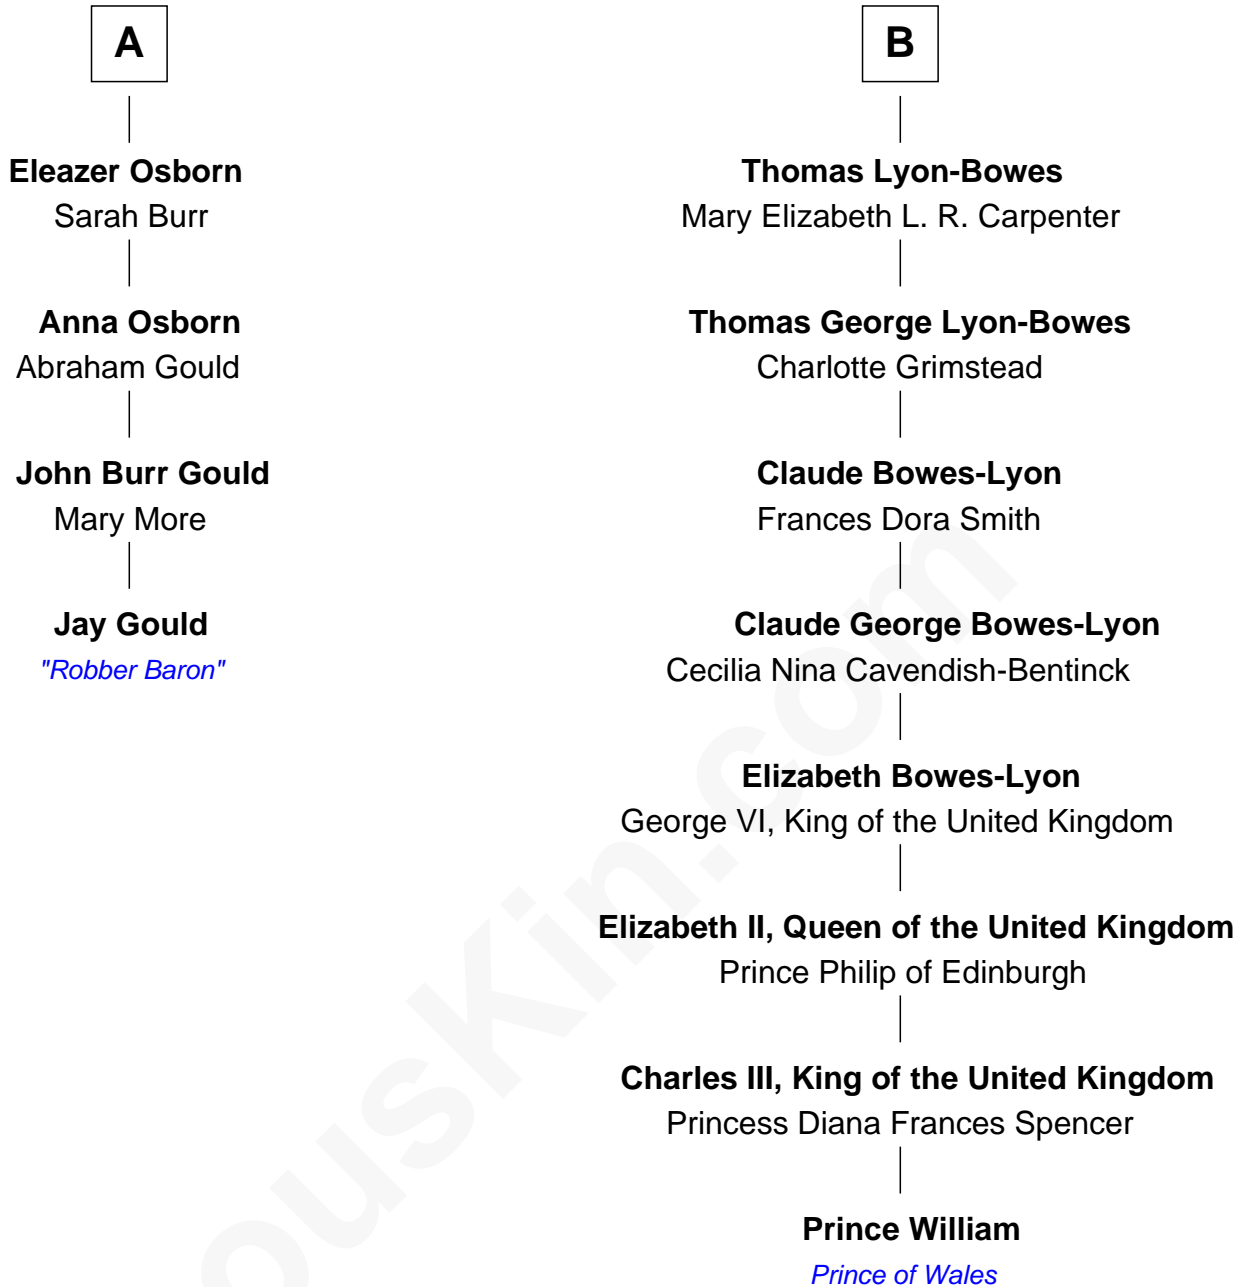 A
Eleazer Osborn
Sarah Burr
Anna Osborn
Abraham Gould
John Burr Gould
Mary More
Jay Gould
"Robber Baron"
B
Thomas Lyon-Bowes
Mary Elizabeth L. R. Carpenter
Thomas George Lyon-Bowes
Charlotte Grimstead
Claude Bowes-Lyon
Frances Dora Smith
Claude George Bowes-Lyon
Cecilia Nina Cavendish-Bentinck
Elizabeth Bowes-Lyon
George VI, King of the United Kingdom
Elizabeth II, Queen of the United Kingdom
Prince Philip of Edinburgh
Charles III, King of the United Kingdom
Princess Diana Frances Spencer
Prince William
Prince of Wales
ousKin.com